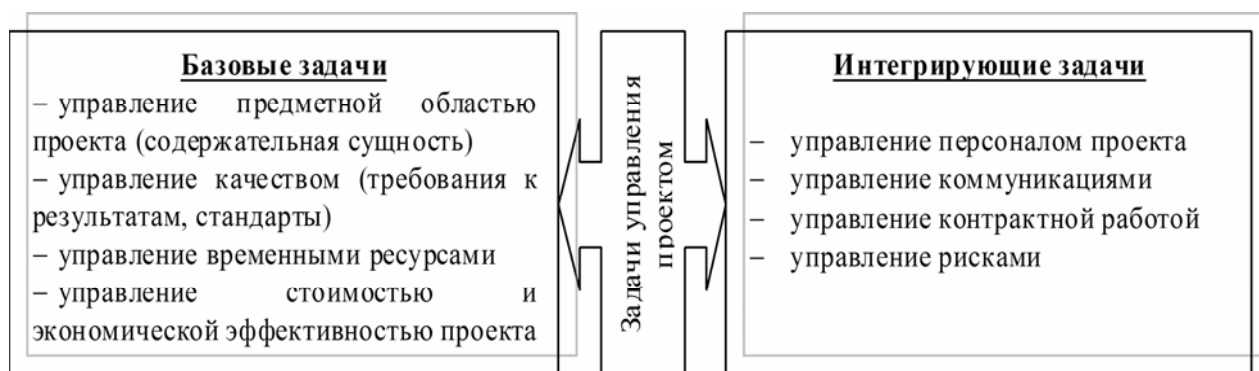 Базовые задачи
– управление предметной областью
проекта (содержательная сущность)
– управление качеством (требования к
результатам, стандарты)
– управление временными ресурсами
– управление стоимостью и
экономической эффективностью проекта
Задачи управления
проектом
Интегрирующие задачи
– управление персоналом проекта
– управление коммуникациями
– управление контрактной работой
– управление рисками